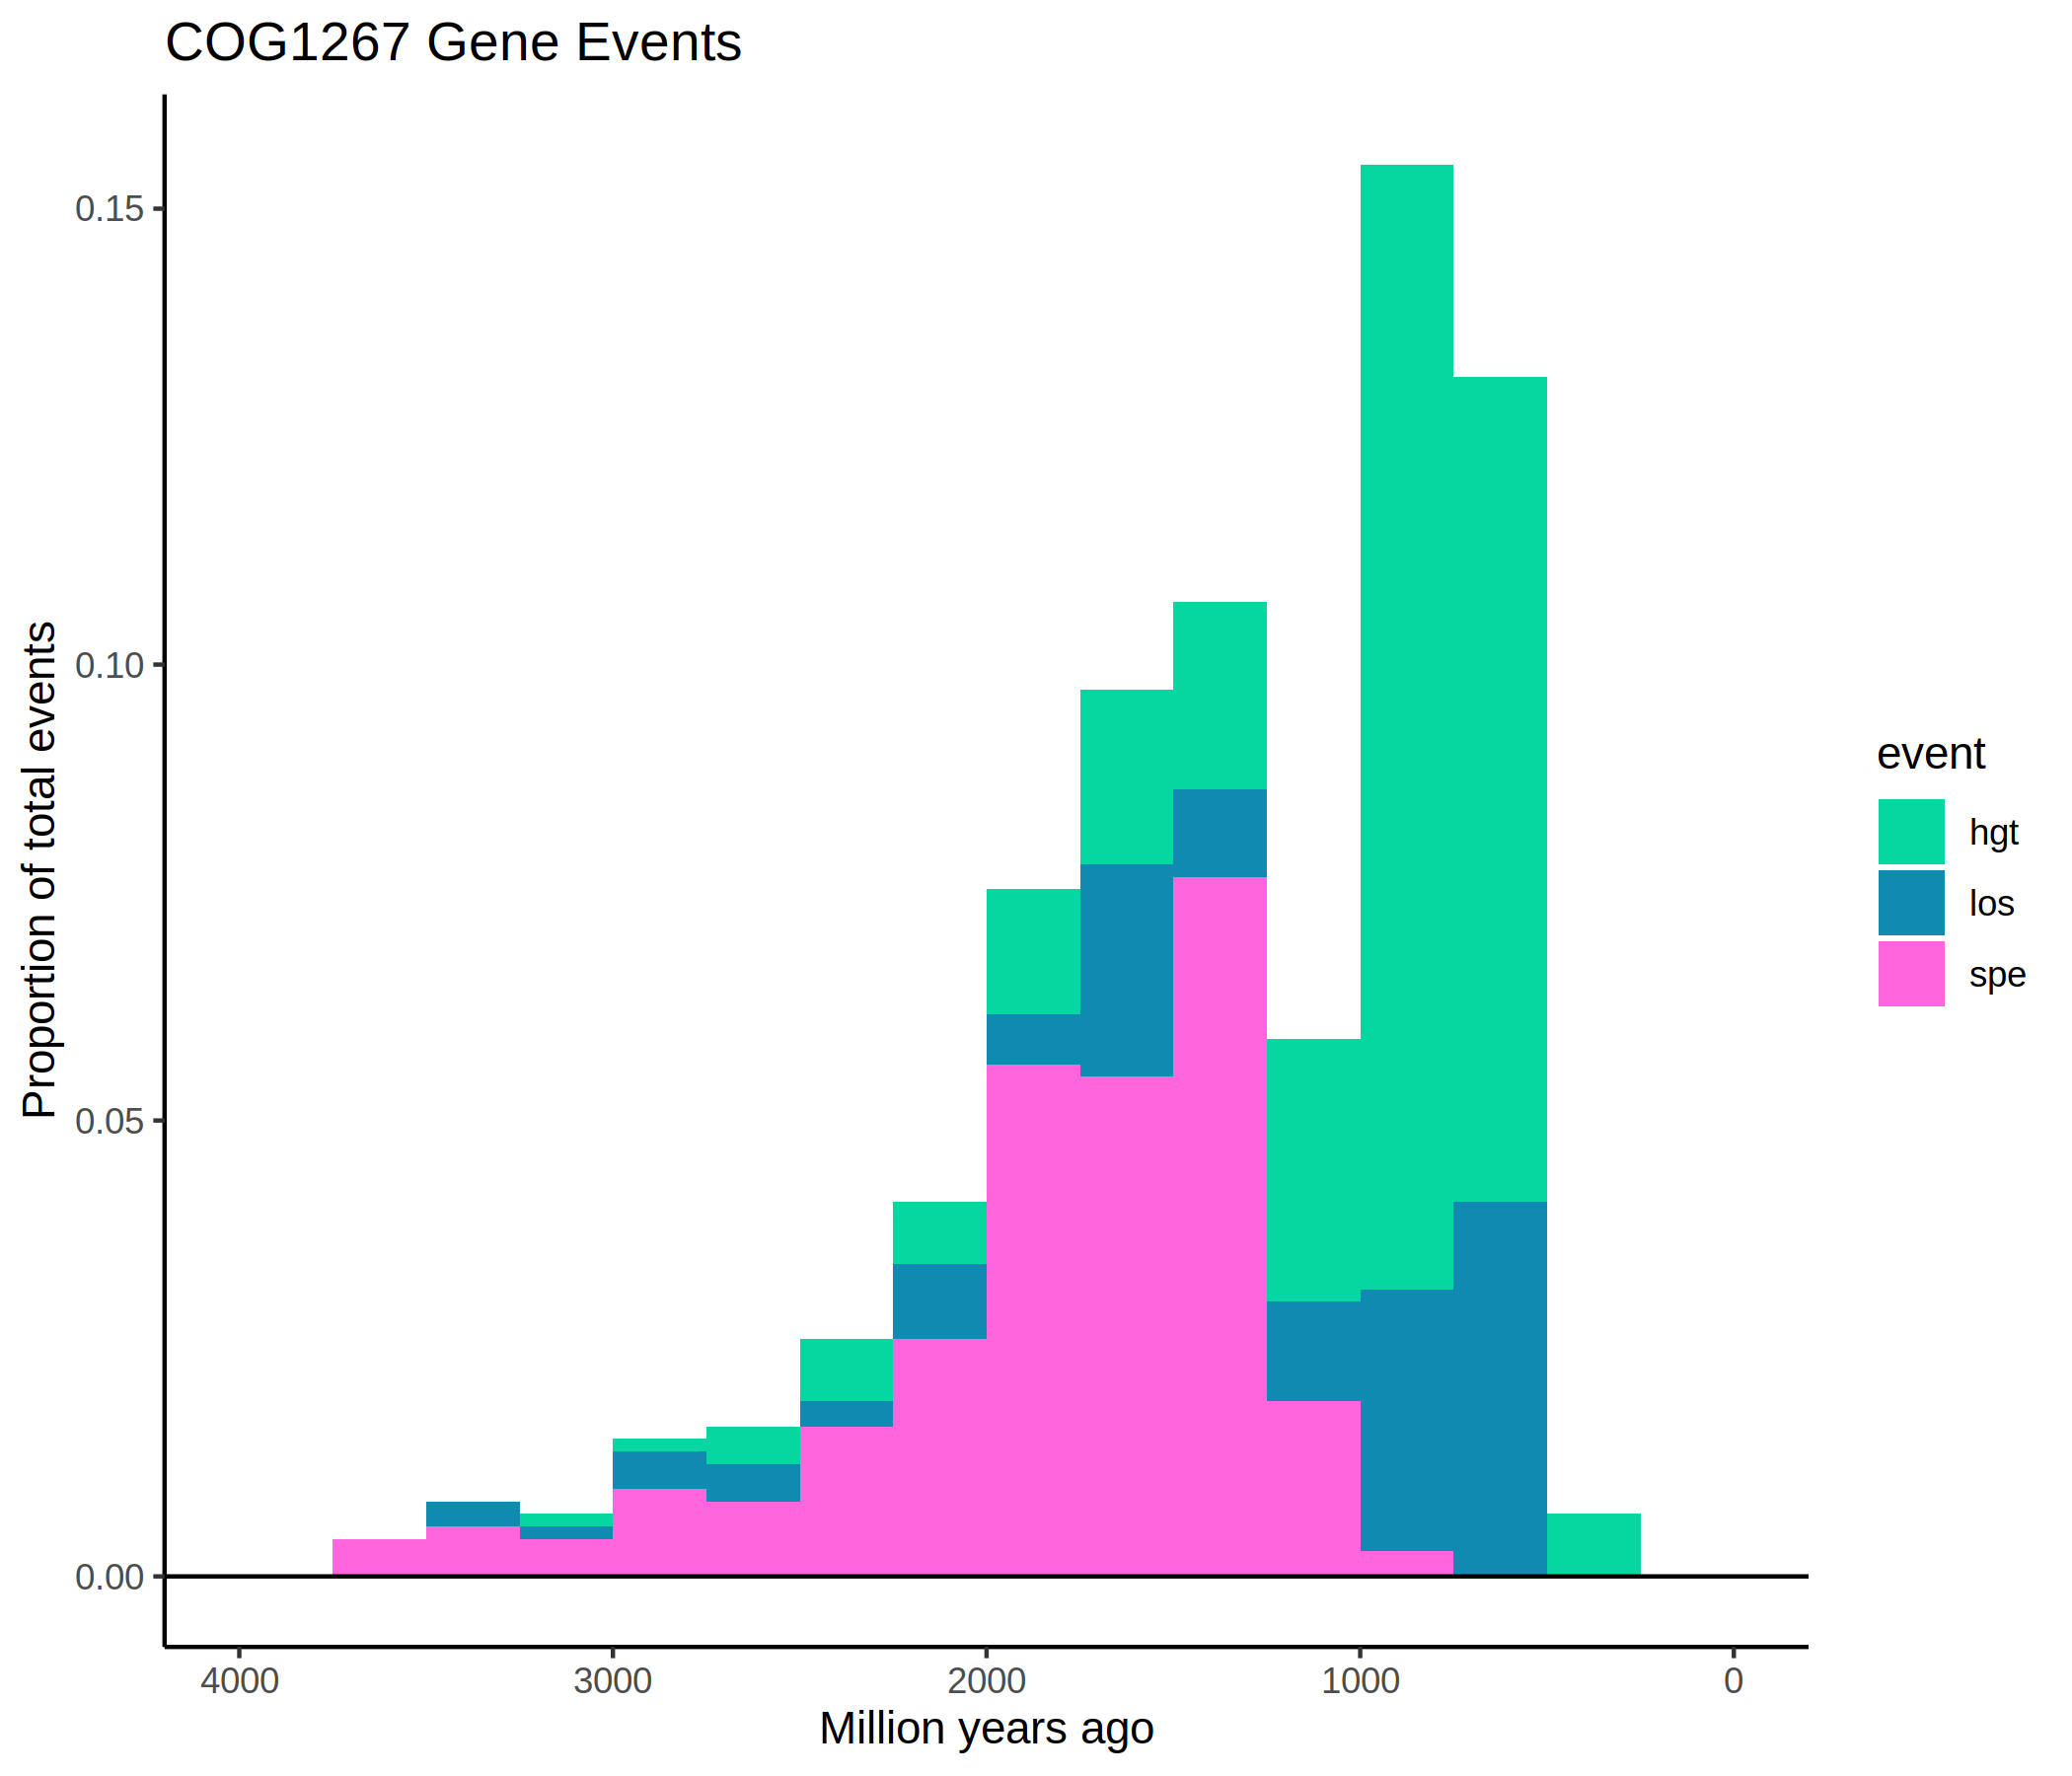 COG1267 Gene Events
Proportion of total events
0.15
0.10
0.05
0.00
4000 3000 2000 1000 0
Million years ago
event
hgt
los
spe